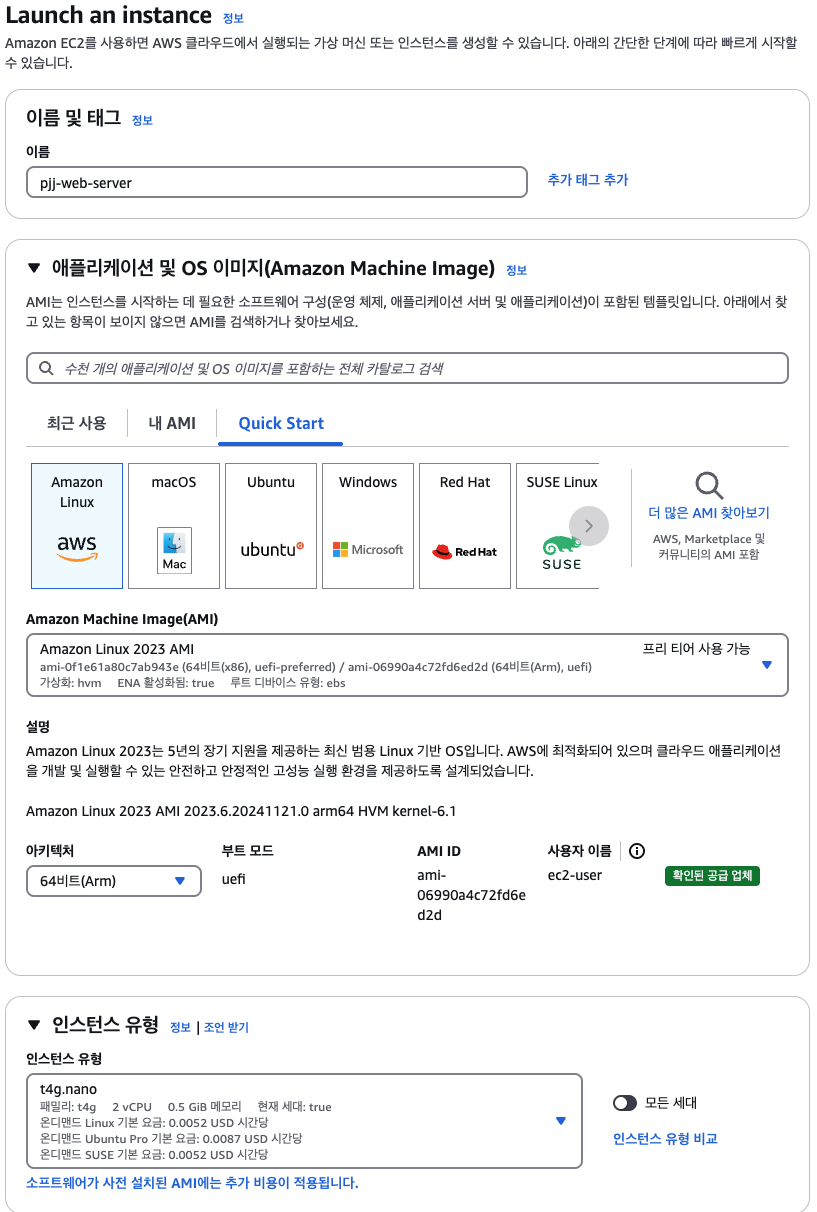 Launch an instance 정보
Amazon EC2를 사용하면 AWS 클라우드에서 실행되는 가상 머신 또는 인스턴스를 생성할 수 있습니다. 아래의 간단한 단계에 따라 빠르게 시작할
수 있습니다.
이름 및 태그 정보
이름
pjj-web-server
추가 태그 추가
애플리케이션 및 OS 이미지(Amazon Machine Image) 정보
AMI는 인스턴스를 시작하는 데 필요한 소프트웨어 구성(운영 체제, 애플리케이션 서버 및 애플리케이션)이 포함된 템플릿입니다. 아래에서 찾
고 있는 항목이 보이지 않으면 AMI를 검색하거나 찾아보세요.
수천 개의 애플리케이션 및 OS 이미지를 포함하는 전체 카탈로그 검색
최근 사용 내 AMI Quick Start
Amazon
Linux
aws
macOS
Mac
Ubuntu
ubuntu
Windows
Microsoft
Red Hat
Red Hat
SUSE Linux
SUSE
더 많은 AMI 찾아보기
AWS, Marketplace 및
커뮤니티의 AMI 포함
Amazon Machine Image(AMI)
Amazon Linux 2023 AMI 프리 티어 사용 가능
ami-0f1e61a80c7ab943e (64비트(x86), uefi-preferred) / ami-06990a4c72fd6ed2d (64비트(Arm), uefi)
가상화: hvm ENA 활성화됨: true 루트 디바이스 유형: ebs
설명
Amazon Linux 2023는 5년의 장기 지원을 제공하는 최신 범용 Linux 기반 OS입니다. AWS에 최적화되어 있으며 클라우드 애플리케이션
을 개발 및 실행할 수 있는 안전하고 안정적인 고성능 실행 환경을 제공하도록 설계되었습니다.
Amazon Linux 2023 AMI 2023.6.20241121.0 arm64 HVM kernel-6.1
아키텍처
64비트(Arm)
부트 모드
uefi
AMI ID
ami-
06990a4c72fd6e
d2d
사용자 이름
ec2-user
확인된 공급 업체
인스턴스 유형 정보 | 조언 받기
인스턴스 유형
t4g.nano
패밀리: t4g 2 vCPU 0.5 GiB 메모리 현재 세대: true
온디맨드 Linux 기본 요금: 0.0052 USD 시간당
온디맨드 Ubuntu Pro 기본 요금: 0.0087 USD 시간당
온디맨드 SUSE 기본 요금: 0.0052 USD 시간당
모든 세대
인스턴스 유형 비교
소프트웨어가 사전 설치된 AMI에는 추가 비용이 적용됩니다.